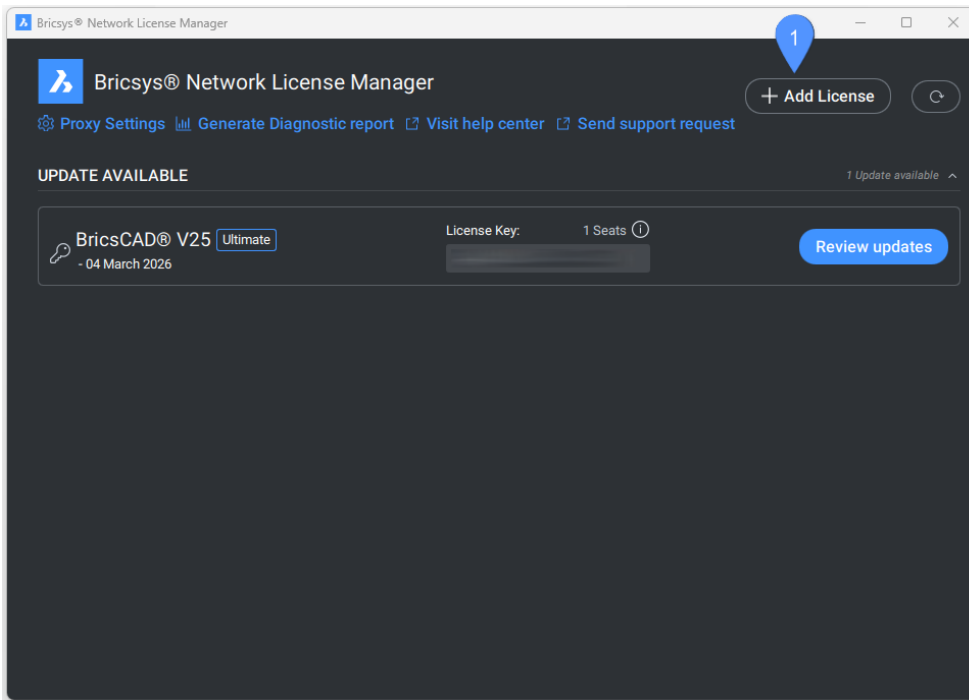 Bricsys® Network License Manager
1
Bricsys® Network License Manager
+ Add License
Proxy Settings Generate Diagnostic report Visit help center Send support request
UPDATE AVAILABLE 1 Update available
BricsCAD® V25 Ultimate License Key: 1 Seats
- 04 March 2026
Review updates